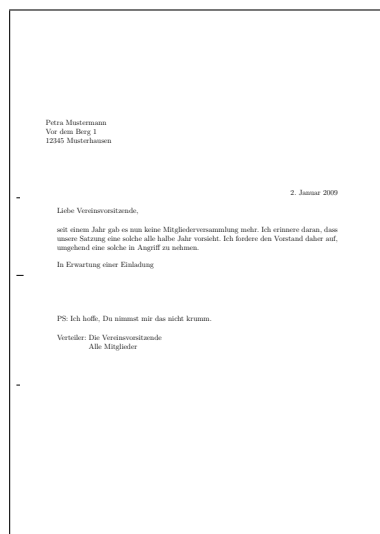 Petra Mustermann
Vor dem Berg 1
12345 Musterhausen
2. Januar 2009
Liebe Vereinsvorsitzende,
seit einem Jahr gab es nun keine Mitgliederversammlung mehr. Ich erinnere daran, dass
unsere Satzung eine solche alle halbe Jahr vorsieht. Ich fordere den Vorstand daher auf,
umgehend eine solche in Angriff zu nehmen.
In Erwartung einer Einladung
PS: Ich hoffe, Du nimmst mir das nicht krumm.
Verteiler: Die Vereinsvorsitzende
Alle Mitglieder